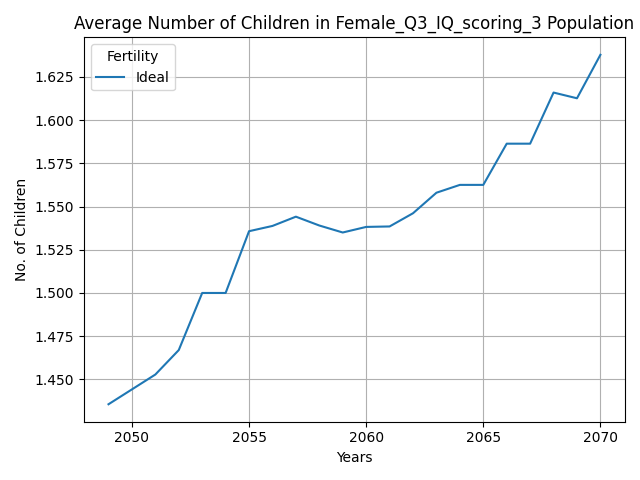 Average Number of Children in Female_Q3_IQ_scoring_3 Population
Fertility
Ideal
No. of Children
1.625
1.600
1.575
1.550
1.525
1.500
1.475
1.450
2050
2055
2060
2065
2070
Years